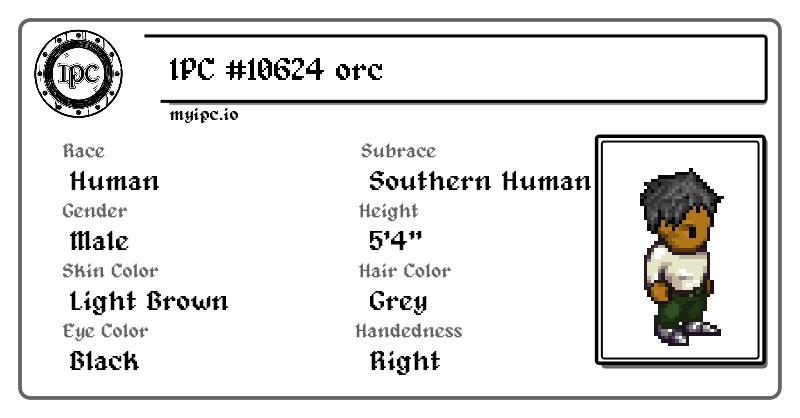 IPC
IPC #10624 orc
myipc.io
Race
Subrace
Human
Southern Human
Gender
Height
Male
5'4"
Skin Color
Hair Color
Light Brown
Grey
Eye Color
Handedness
Black
Right